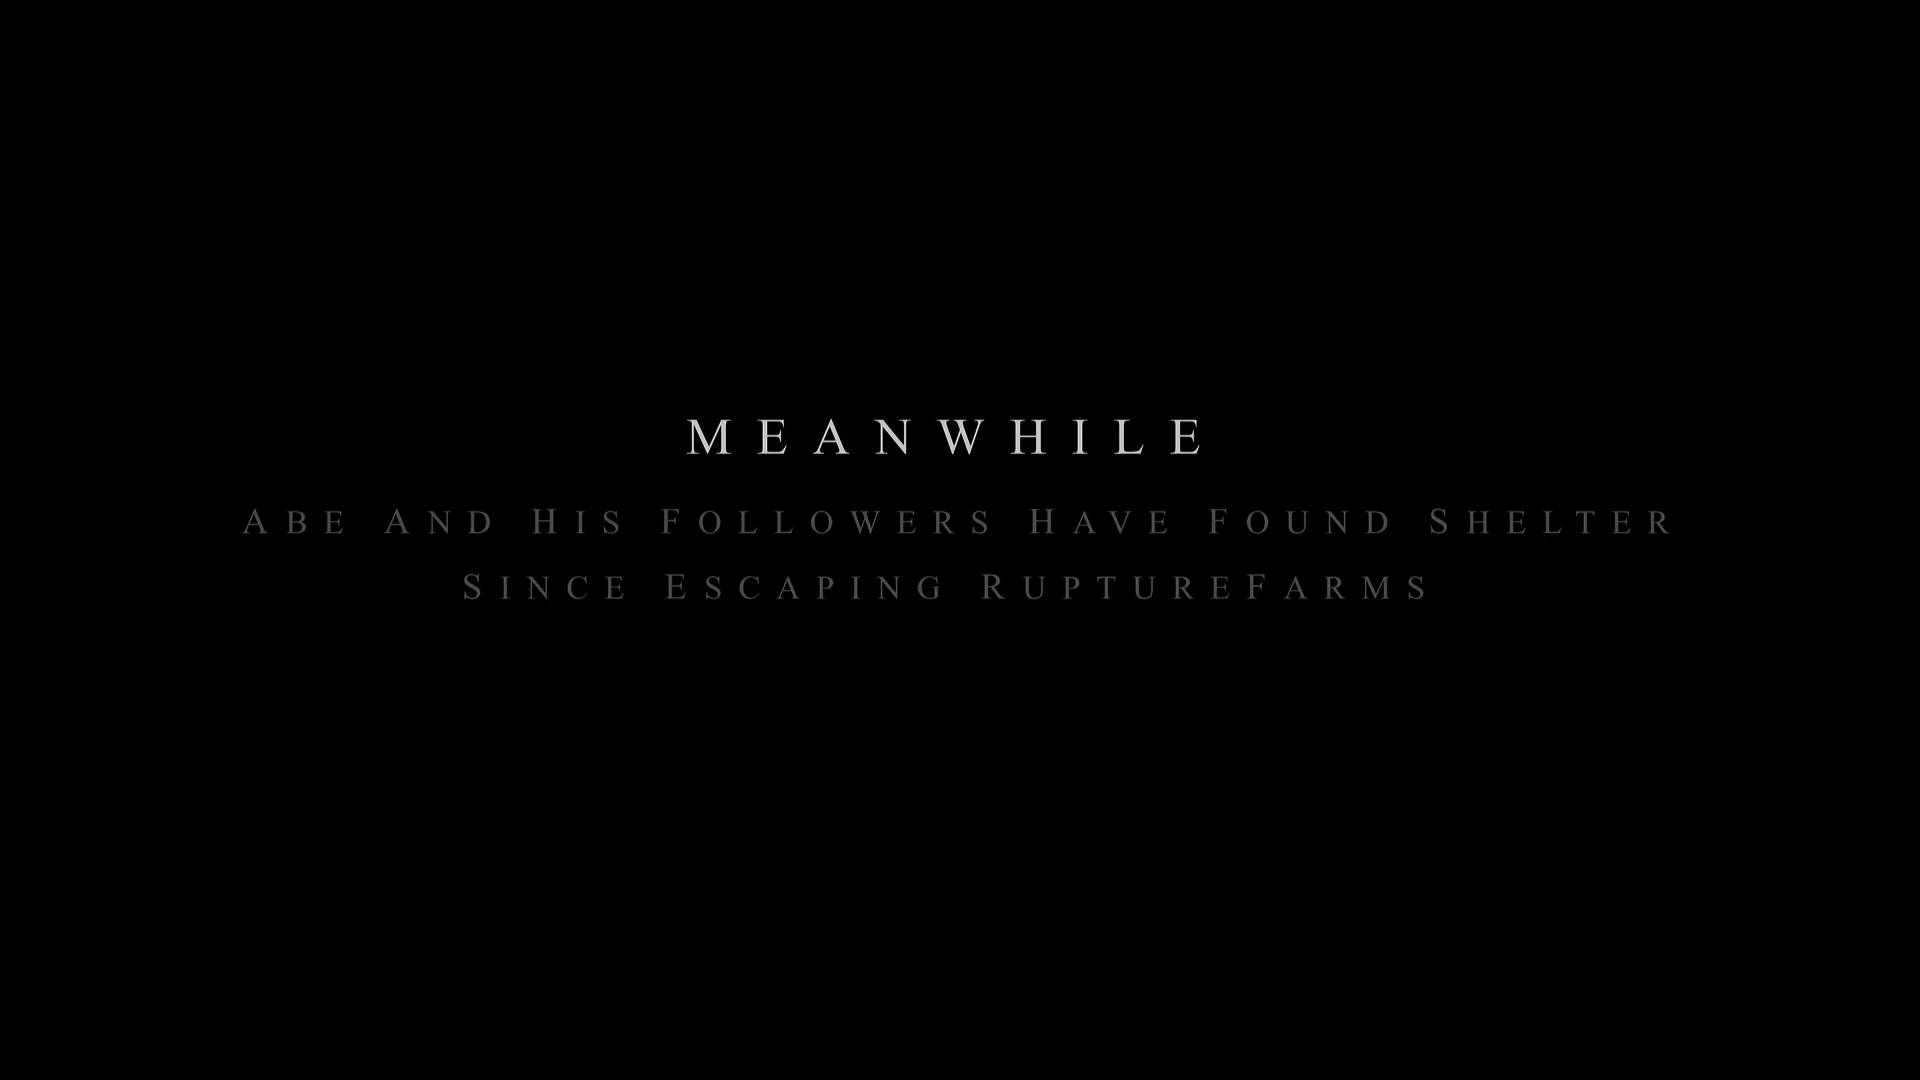 MEANWHILE
ABE AND HIS FOLLOWERS HAVE FOUND SHELTER
SINCE ESCAPING RUPTUREFARMS